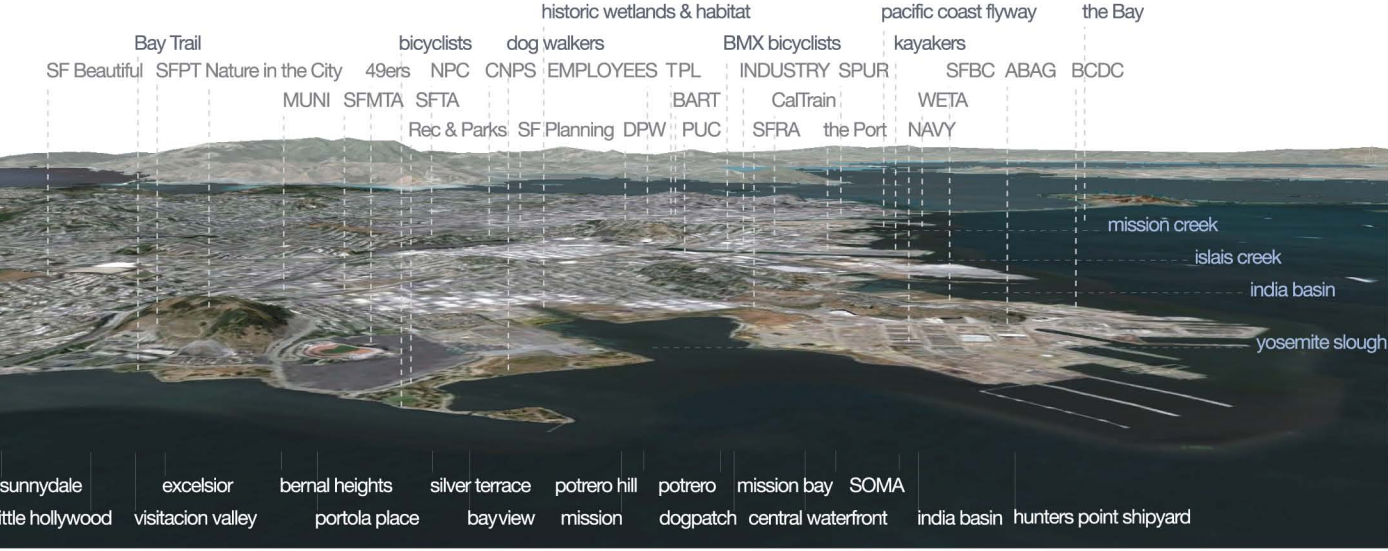 historic wetlands & habitat pacific coast flyway the Bay
Bay Trail bicyclists dog walkers BMX bicyclists kayakers
SF Beautiful SFPT Nature in the City 49ers NPC CNPS EMPLOYEES TPL INDUSTRY SPUR SFBC ABAG BCDC
MUNI SFMTA SFTA BART CalTrain WETA
Rec & Parks SF Planning DPW PUC SFRA the Port NAVY
mission creek
islais creek
india basin
yosemite slough
sunnydale excelsior bernal heights silver terrace potrero hill potrero mission bay SOMA
ittle hollywood visitacion valley portola place bayview mission dogpatch central waterfront india basin hunters point shipyard